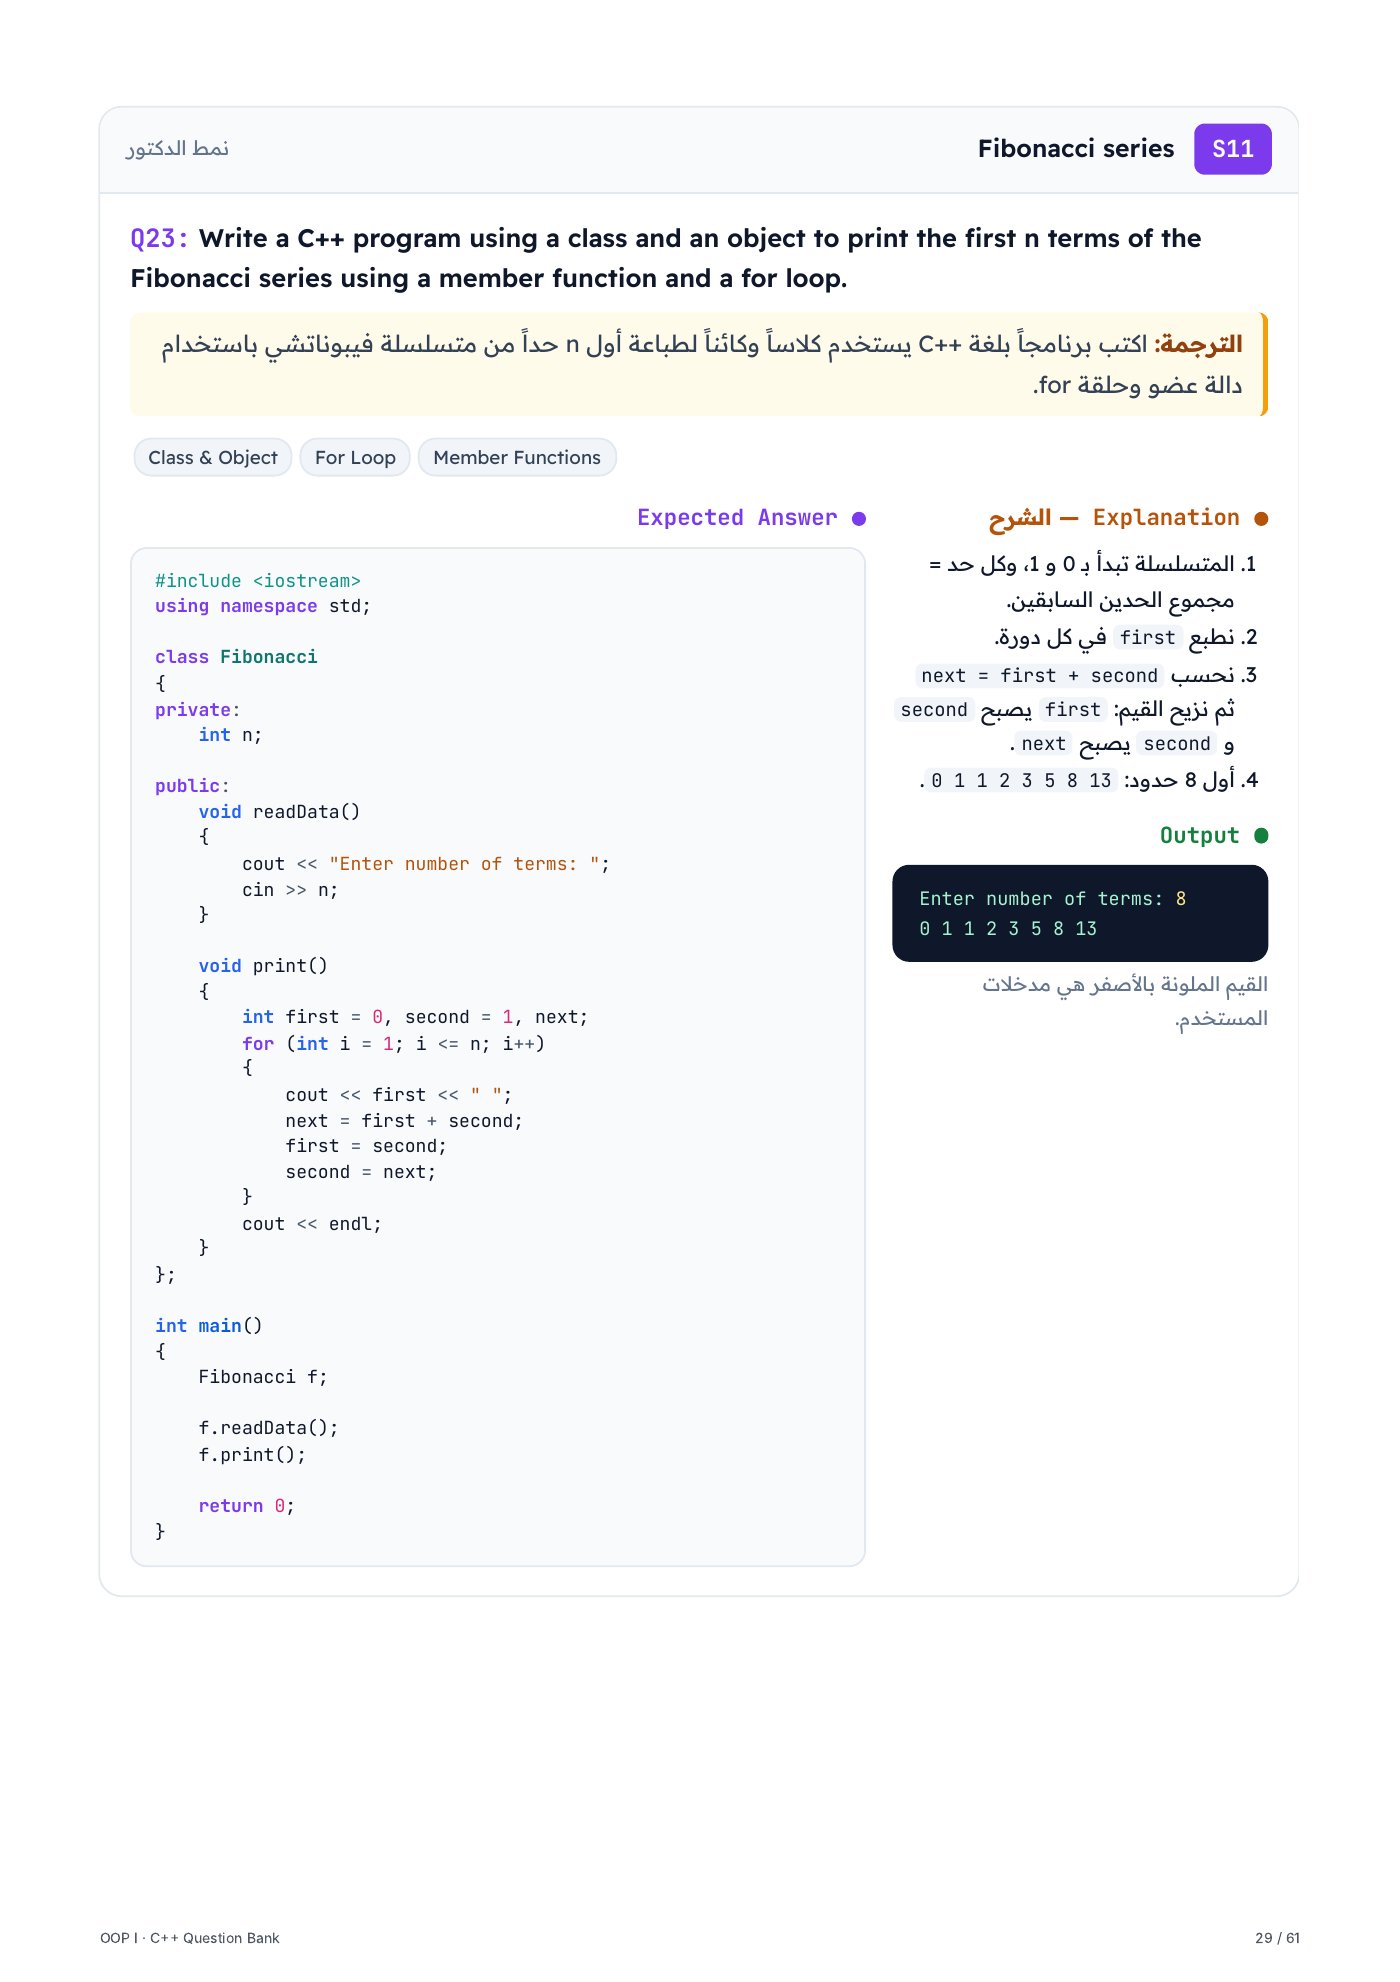 S11 Fibonacci series
نمط الدكتور
Q23: Write a C++ program using a class and an object to print the first n terms of the
Fibonacci series using a member function and a for loop.
الترجمة: اكتب برنامجاً بلغة C++ يستخدم كلاساً وكائناً لطباعة أول n حداً من متسلسلة فيبوناتشي باستخدام
دالة عضو وحلقة for.
Class & Object
For Loop
Member Functions
Explanation — الشرح
1. المتسلسلة تبدأ بـ 0 و 1، وكل حد =
مجموع الحدين السابقين.
2. نطبع first في كل دورة.
3. نحسب next = first + second
ثم نزيح القيم: first يصبح second
و second يصبح next .
4. أول 8 حدود: 0 1 1 2 3 5 8 13 .
Output
Enter number of terms: 8
0 1 1 2 3 5 8 13
القيم الملونة بالأصفر هي مدخلات
المستخدم.
Expected Answer
#include <iostream>
using namespace std;

class Fibonacci
{
private:
    int n;

public:
    void readData()
    {
        cout << "Enter number of terms: ";
        cin >> n;
    }

    void print()
    {
        int first = 0, second = 1, next;
        for (int i = 1; i <= n; i++)
        {
            cout << first << " ";
            next = first + second;
            first = second;
            second = next;
        }
        cout << endl;
    }
};

int main()
{
    Fibonacci f;

    f.readData();
    f.print();

    return 0;
}
OOP I · C++ Question Bank
29 / 61